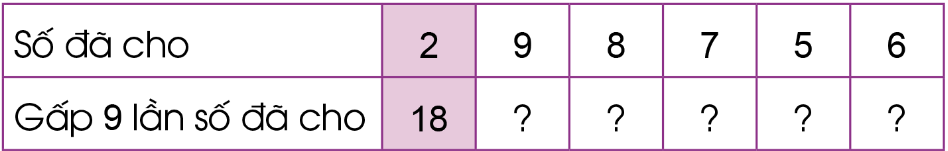 Số đã cho 2 9 8 7 5 6
Gấp 9 lần số đã cho 18 ? ? ? ? ?